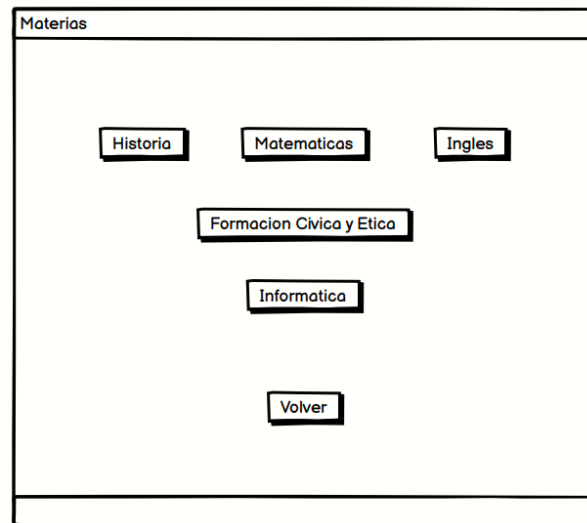 Materias
Historia Matematicas Ingles
Formacion Civica y Etica
Informatica
Volver